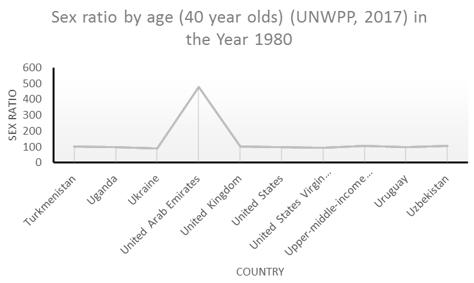 Sex ratio by age (40 year olds) (UNWPP, 2017) in
the Year 1980
600
500
400
300
200
100
0
SEX RATIO
Turkmenistan
Uganda
Ukraine
United Arab Emirates
United Kingdom
United States
United States Virgin...
Upper-middle-income...
Uruguay
Uzbekistan
COUNTRY